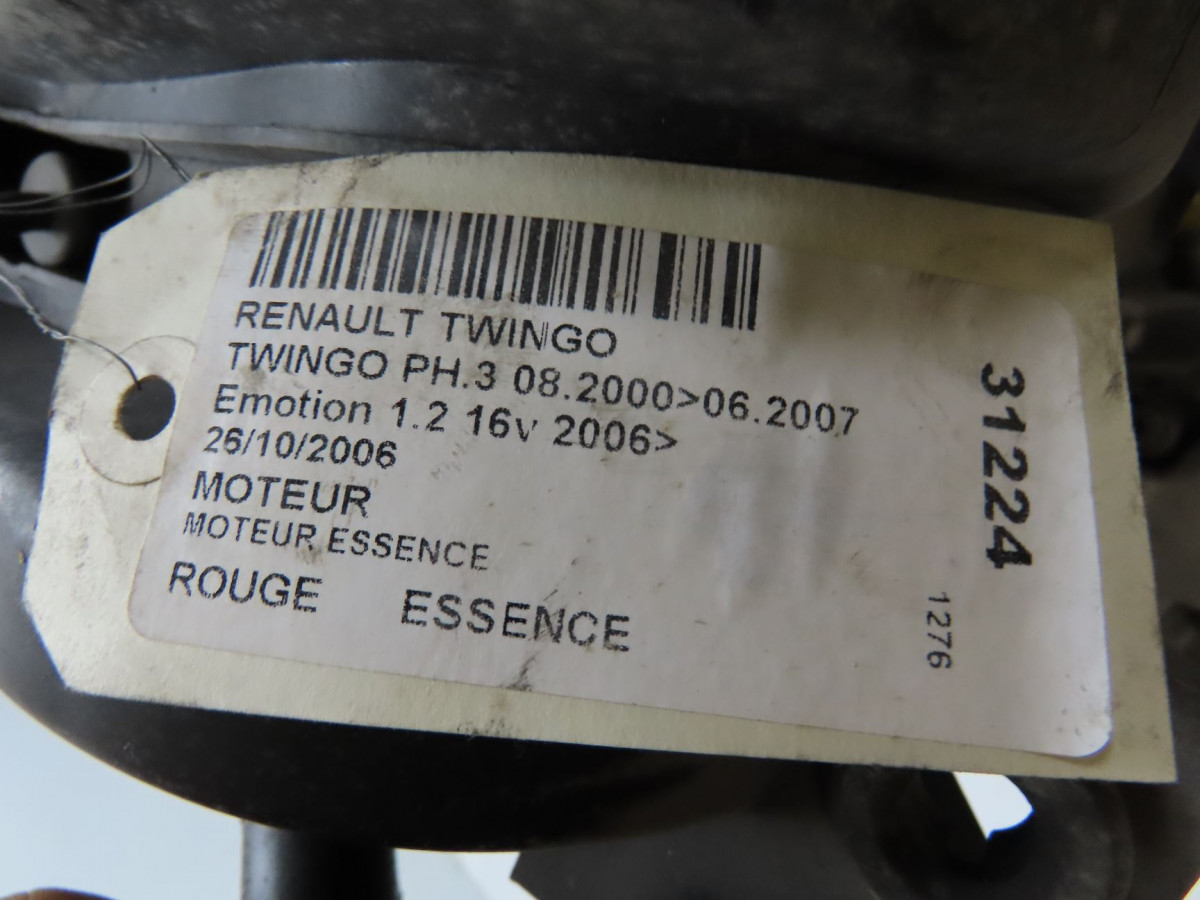 RENAULT TWINGO
TWINGO PH.3 08.2000>06.2007
Emotion 1.2 16v 2006>
26/10/2006
MOTEUR
MOTEUR ESSENCE
ROUGE ESSENCE
31224
1276